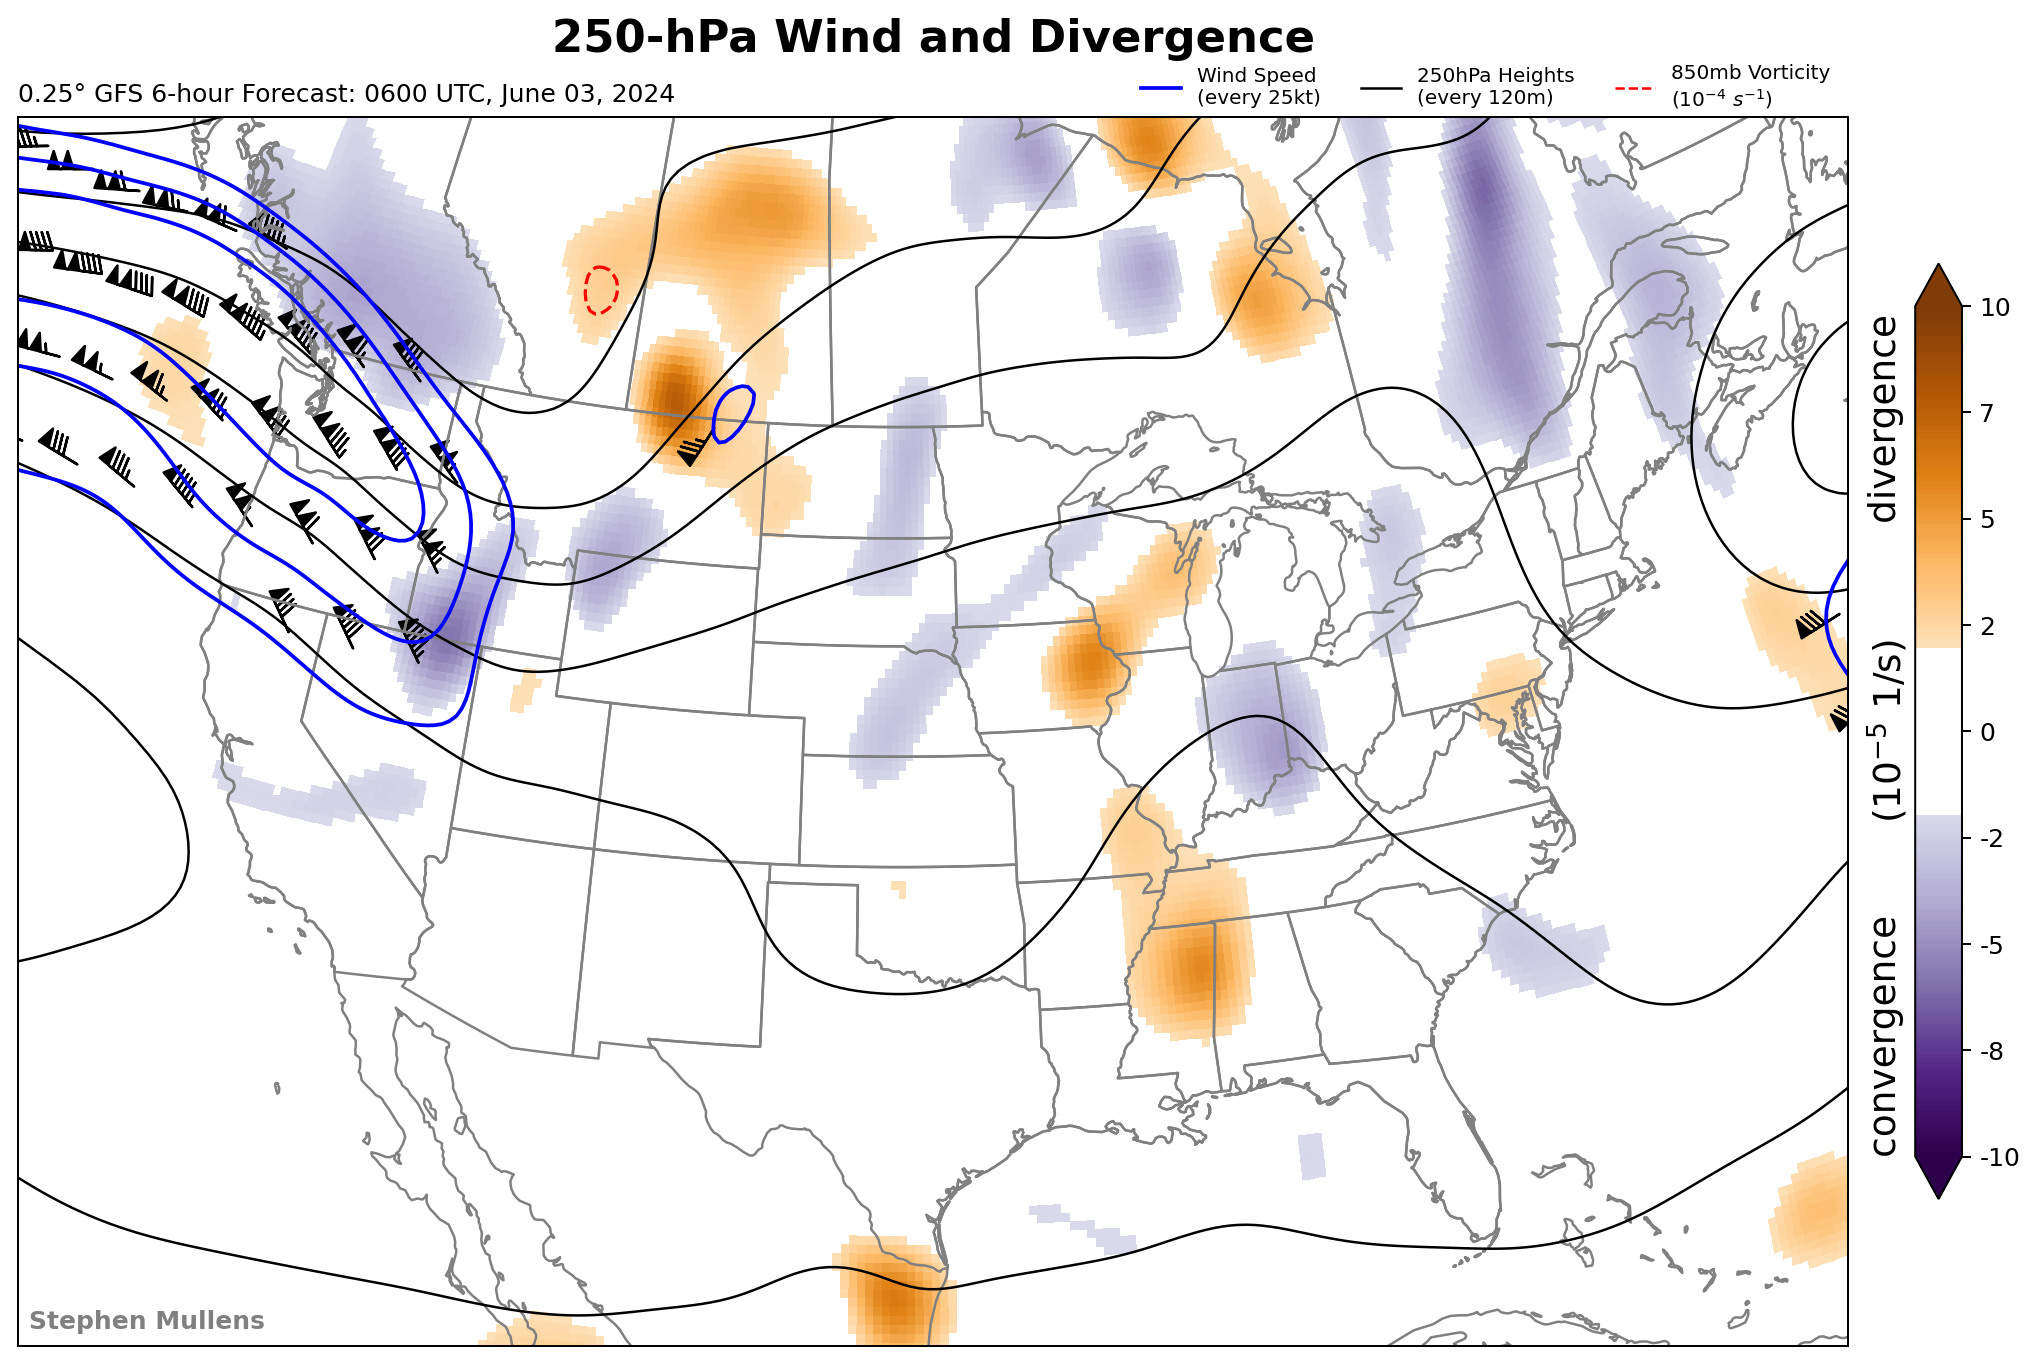 250-hPa Wind and Divergence
0.25° GFS 6-hour Forecast: 0600 UTC, June 03, 2024
Wind Speed
(every 25kt)
250hPa Heights
(every 120m)
850mb Vorticity
(10⁻⁴ s⁻¹)
10
7
5
2
0
-2
-5
-8
-10
convergence (10⁻⁵ 1/s) divergence
Stephen Mullens